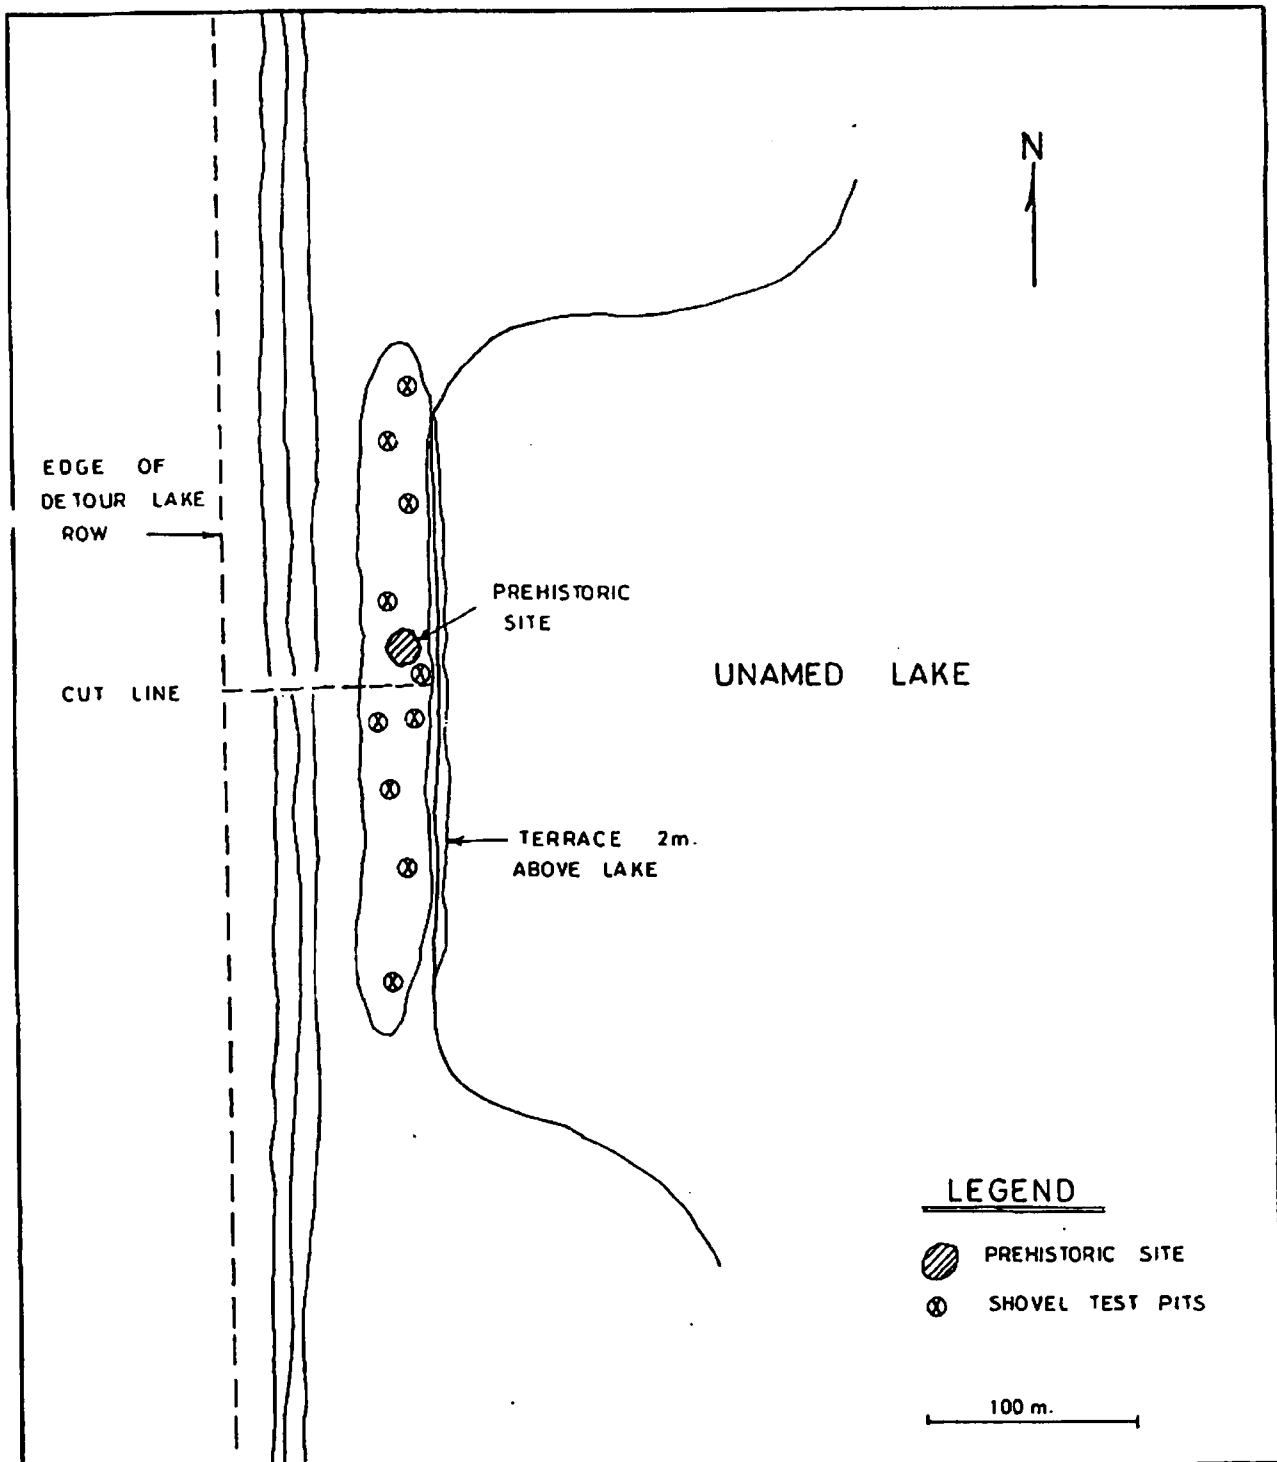 N
EDGE OF
DETOUR LAKE
ROW
PREHISTORIC
SITE
CUT LINE
UNAMED LAKE
TERRACE 2m.
ABOVE LAKE
LEGEND
PREHISTORIC SITE
SHOVEL TEST PITS
100 m.